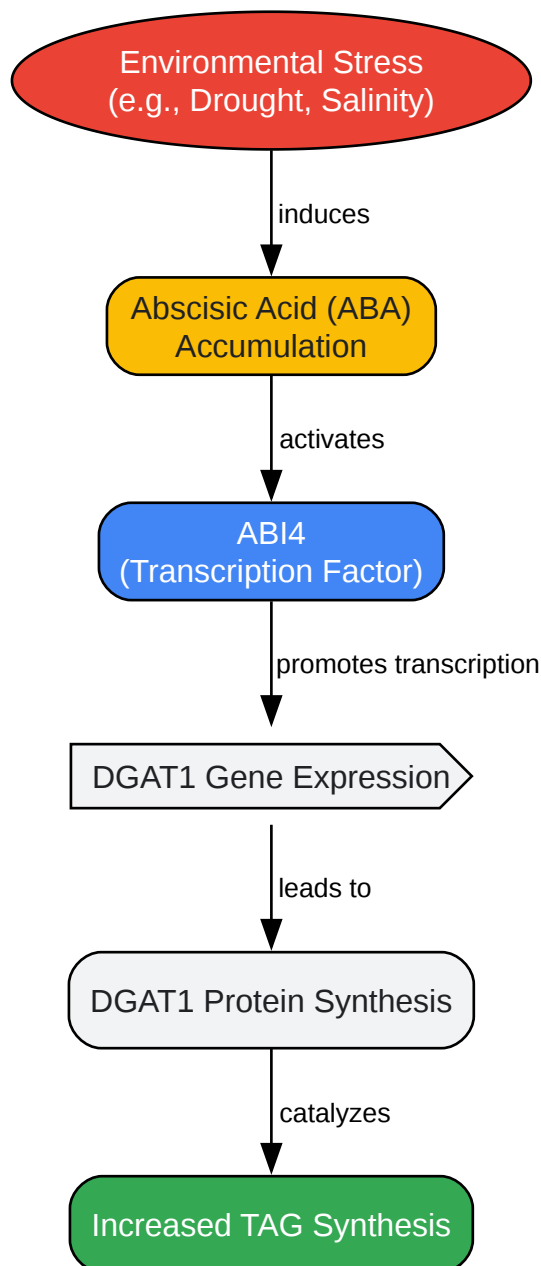 Environmental Stress
(e.g., Drought, Salinity)
induces
Abscisic Acid (ABA)
Accumulation
activates
ABI4
(Transcription Factor)
promotes transcription
DGAT1 Gene Expression
leads to
DGAT1 Protein Synthesis
catalyzes
Increased TAG Synthesis